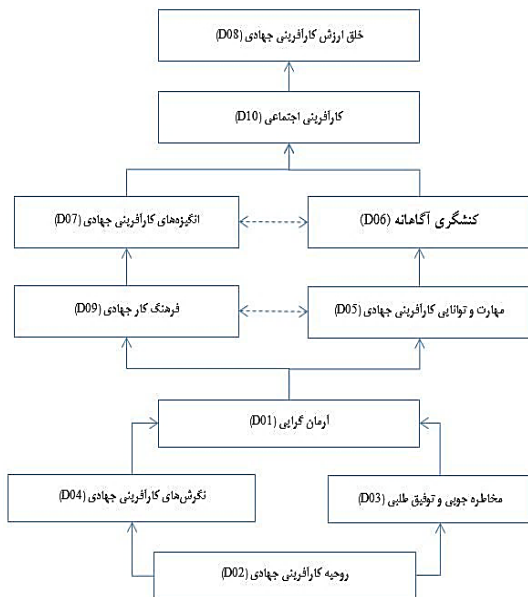 خلق ارزش کارآفرینی جهادی (D08)
کارآفرینی اجتماعی (D10)
کنشگری آگاهانه (D06)
انگیزه‌های کارآفرینی جهادی (D07)
مهارت و توانایی کارآفرینی جهادی (D05)
فرهنگ کار جهادی (D09)
آرمان گرایی (D01)
مخاطره جویی و توفیق طلبی (D03)
نگرش‌های کارآفرینی جهادی (D04)
روحیه کارآفرینی جهادی (D02)